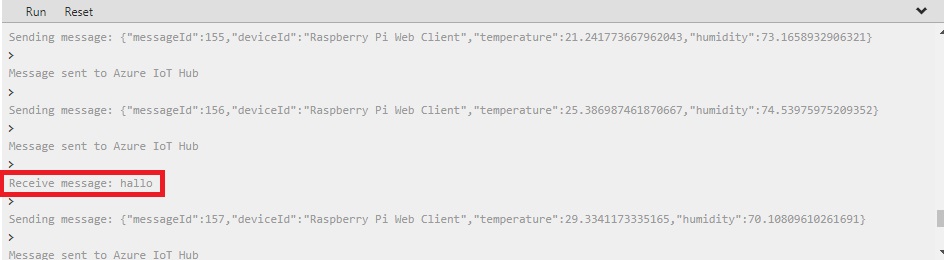 Run Reset
Sending message: {"messageId":155,"deviceId":"Raspberry Pi Web Client","temperature":21.241773667962043,"humidity":73.1658932906321}
>
Message sent to Azure IoT Hub
>
Sending message: {"messageId":156,"deviceId":"Raspberry Pi Web Client","temperature":25.386987461870667,"humidity":74.53975975209352}
>
Message sent to Azure IoT Hub
>
Receive message: hallo
>
Sending message: {"messageId":157,"deviceId":"Raspberry Pi Web Client","temperature":29.3341173335165,"humidity":70.10809610261691}
>
Message sent to Azure IoT Hub